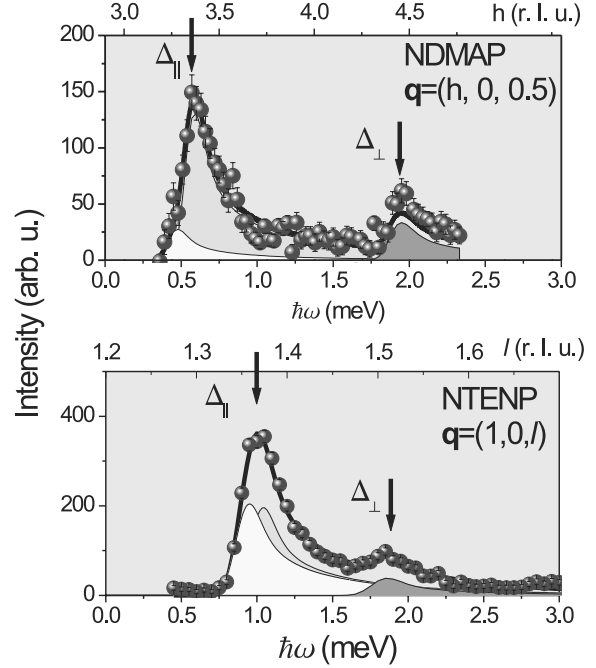 h (r. l. u.)
3.0 3.5 4.0 4.5
200
150
100
50
0
Δ∥
NDMAP
q=(h, 0, 0.5)
Δ⊥
0.0 0.5 1.0 1.5 2.0 2.5 3.0
ħω (meV)
Intensity (arb. u.)
1.2 1.3 1.4 1.5 1.6 l (r. l. u.)
400
200
0
Δ∥
NTENP
q=(1,0,l)
Δ⊥
0.0 0.5 1.0 1.5 2.0 2.5 3.0
ħω (meV)